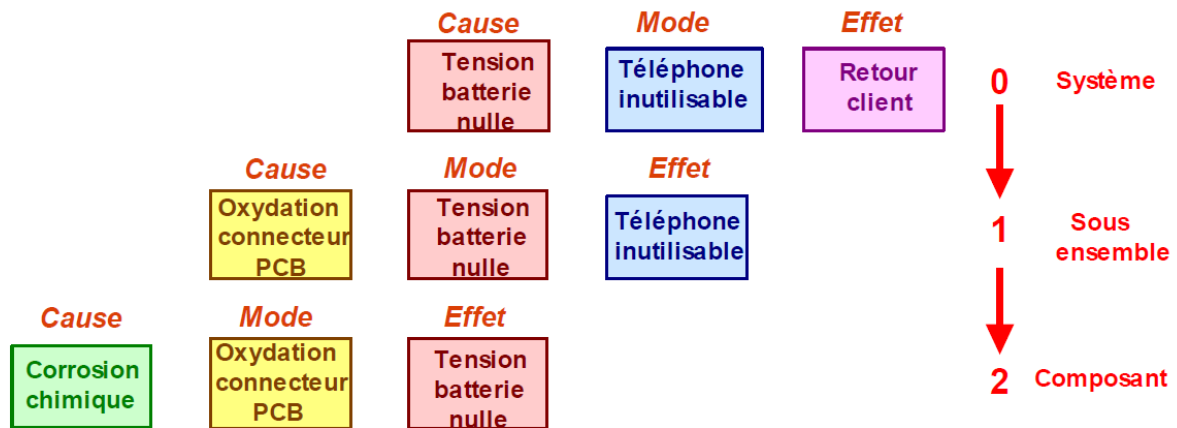 Cause Mode Effet
Tension Téléphone Retour
batterie inutilisable client
nulle
0 Système
Cause Mode Effet
Oxydation Tension Téléphone
connecteur batterie inutilisable
PCB nulle
1 Sous
ensemble
Cause Mode Effet
Corrosion Oxydation Tension
chimique connecteur batterie
PCB nulle
2 Composant